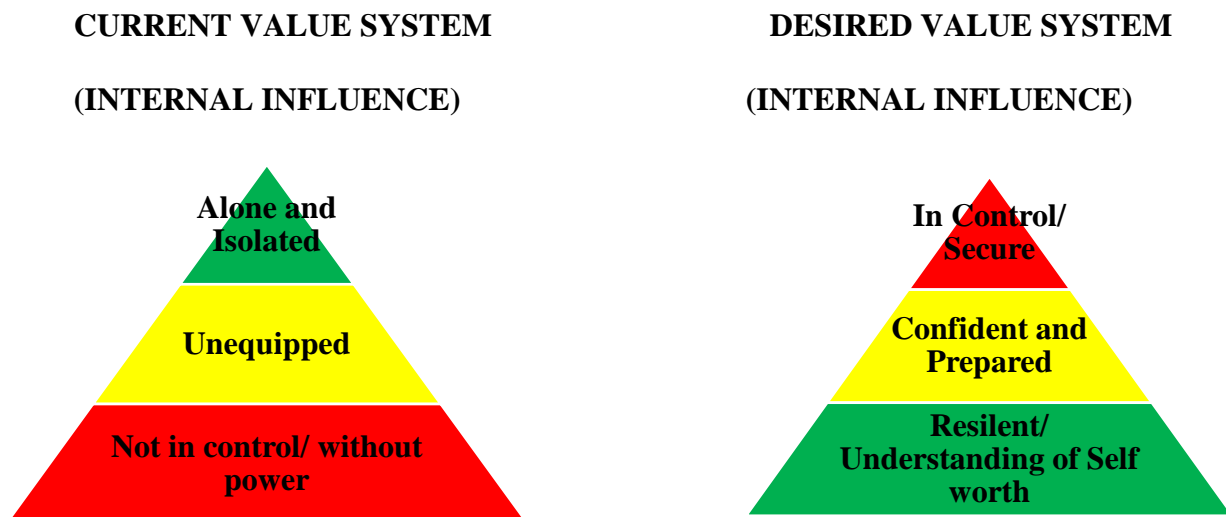 CURRENT VALUE SYSTEM
(INTERNAL INFLUENCE)
Alone and
Isolated
Unequipped
Not in control/ without
power
DESIRED VALUE SYSTEM
(INTERNAL INFLUENCE)
In Control/
Secure
Confident and
Prepared
Resilent/
Understanding of Self
worth